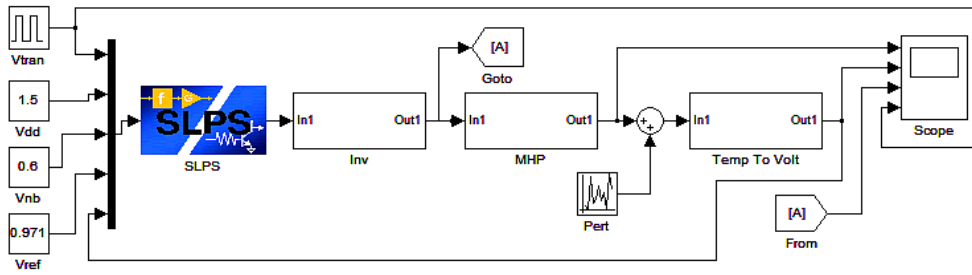 Vtran
1.5
Vdd
0.6
Vnb
0.971
Vref
f
G
SLPS
SLPS
In1
Out1
Inv
[A]
Goto
In1
Out1
MHP
+
+
Pert
In1
Out1
Temp To Volt
[A]
From
Scope